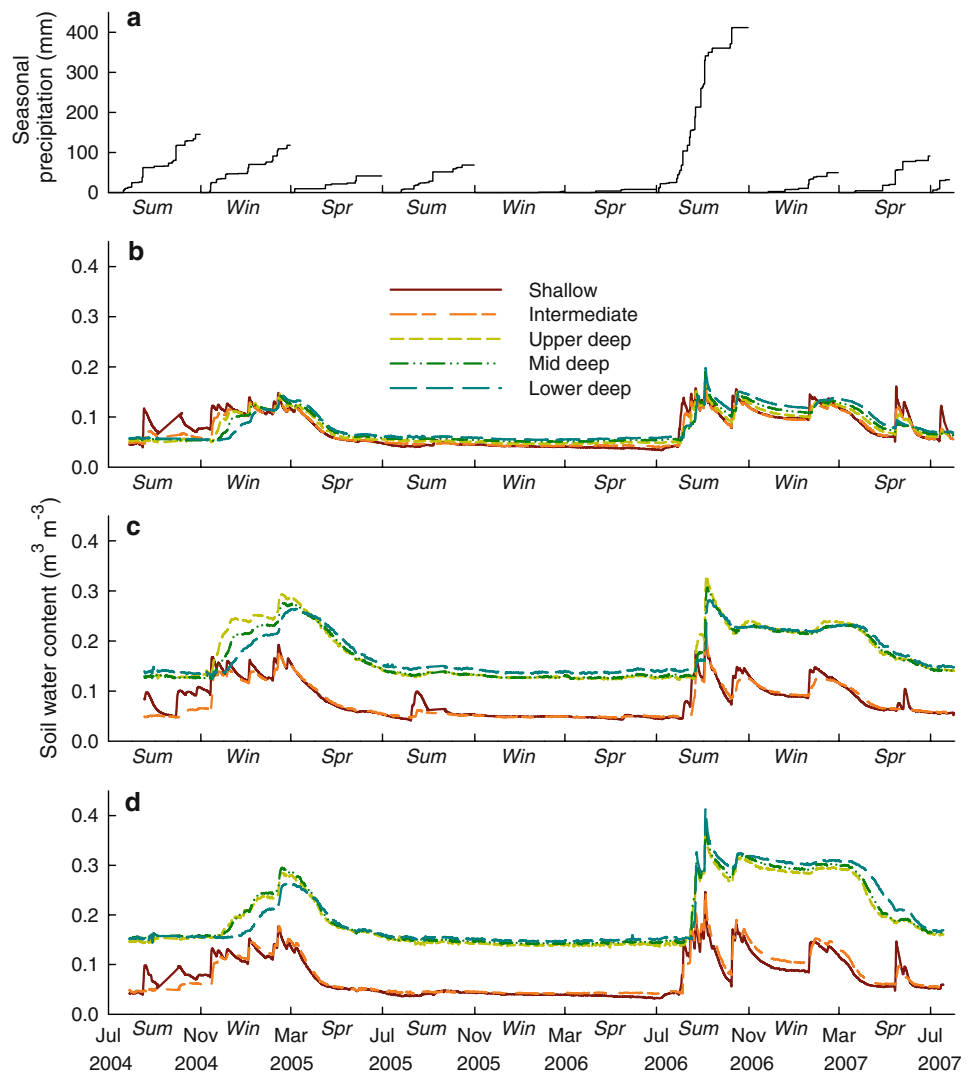 a
Seasonal
precipitation (mm)
400
300
200
100
0
Sum Win Spr Sum Win Spr Sum Win Spr
b
Soil water content (m³ m⁻³)
0.4
0.3
0.2
0.1
0.0
Shallow
Intermediate
Upper deep
Mid deep
Lower deep
Sum Win Spr Sum Win Spr Sum Win Spr
c
0.4
0.3
0.2
0.1
0.0
Sum Win Spr Sum Win Spr Sum Win Spr
d
0.4
0.3
0.2
0.1
0.0
Jul Sum Nov Win Mar Spr Jul Sum Nov Win Mar Spr Jul Sum Nov Win Mar Spr Jul
2004 2004 2005 2005 2005 2006 2006 2006 2007 2007